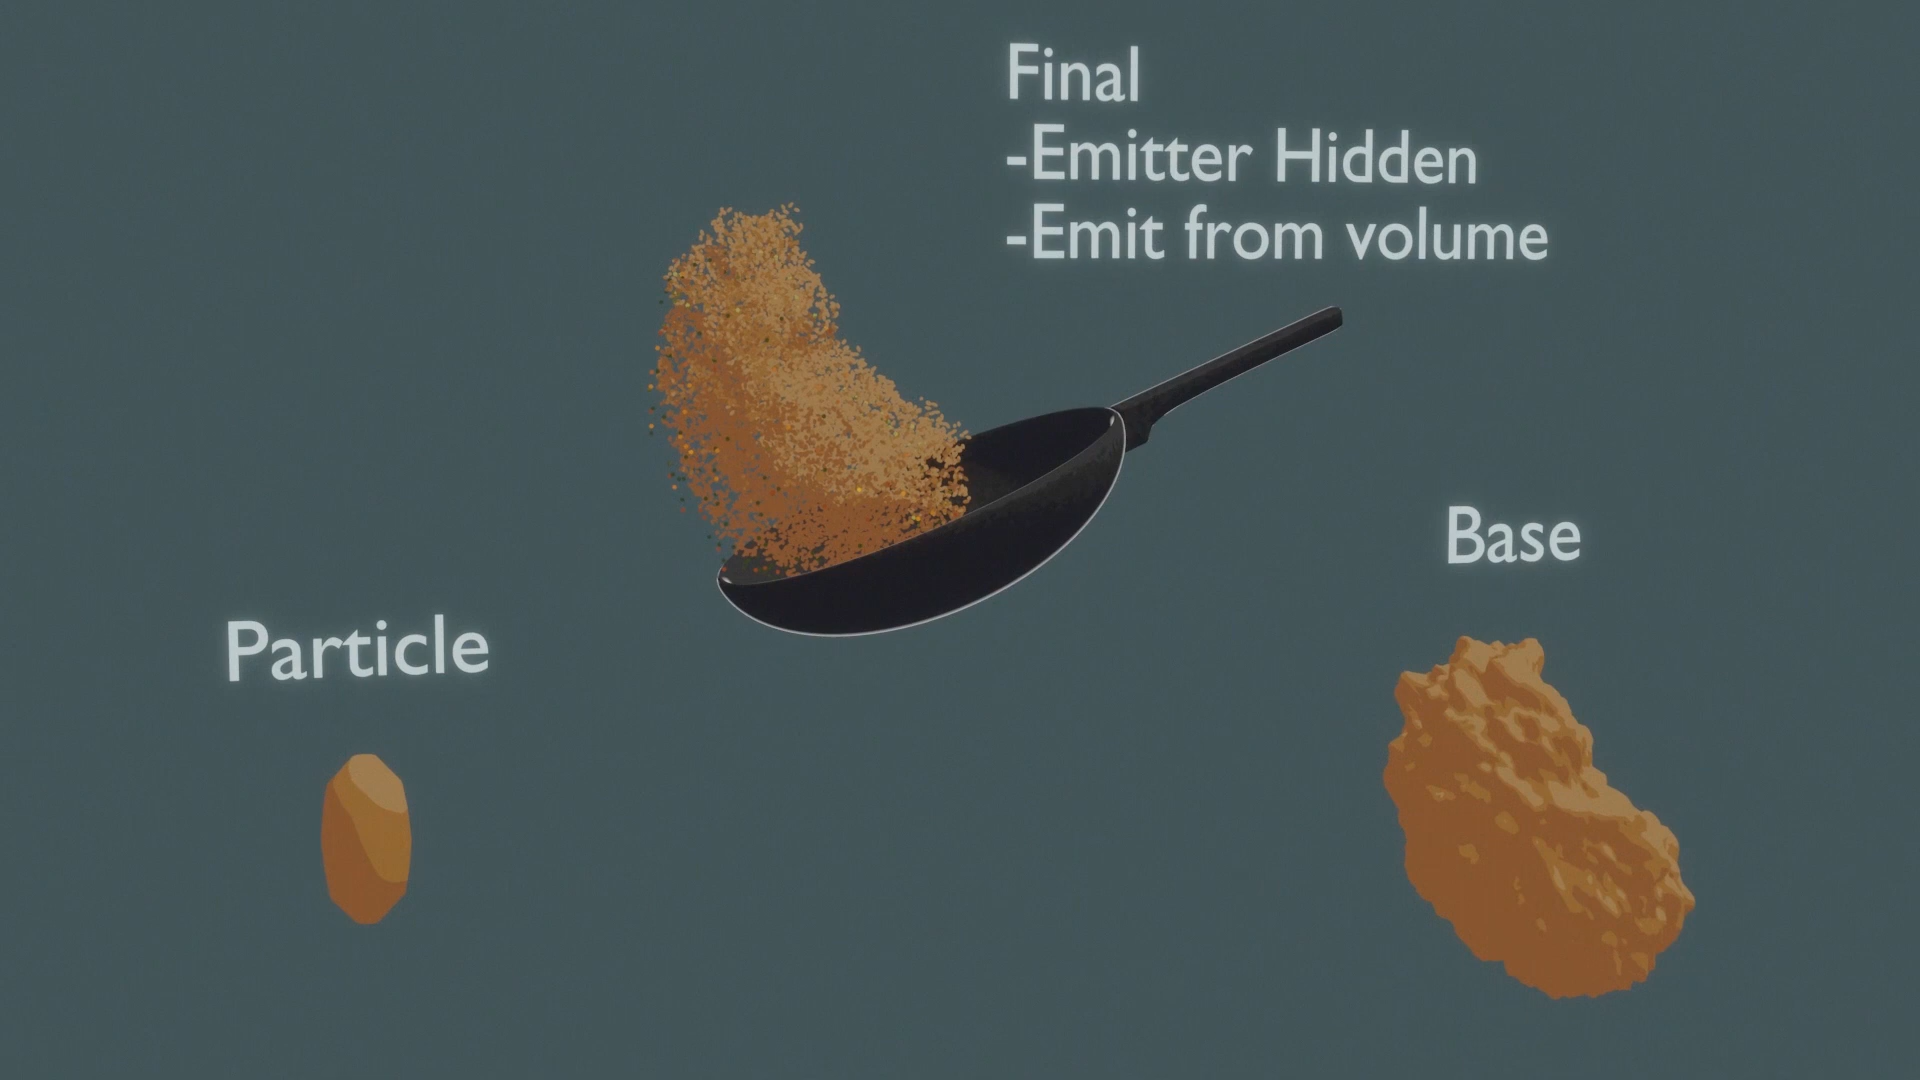 Final
-Emitter Hidden
-Emit from volume
Base
Particle